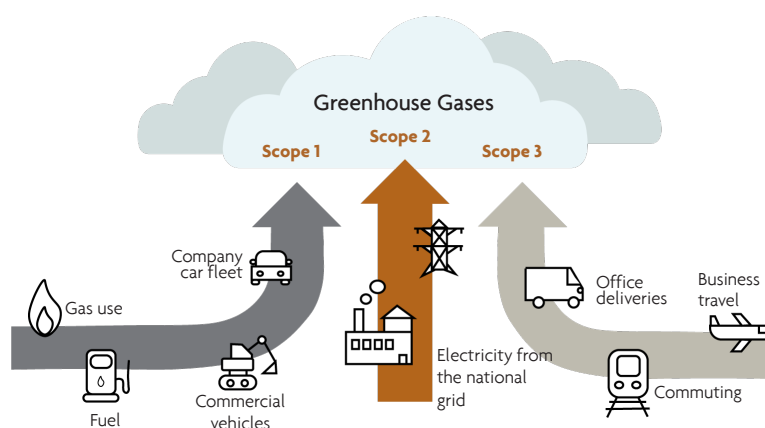 Greenhouse Gases
Scope 1
Scope 2
Scope 3
Company
car fleet
Gas use
Fuel
Commercial
vehicles
Electricity from
the national
grid
Office
deliveries
Business
travel
Commuting